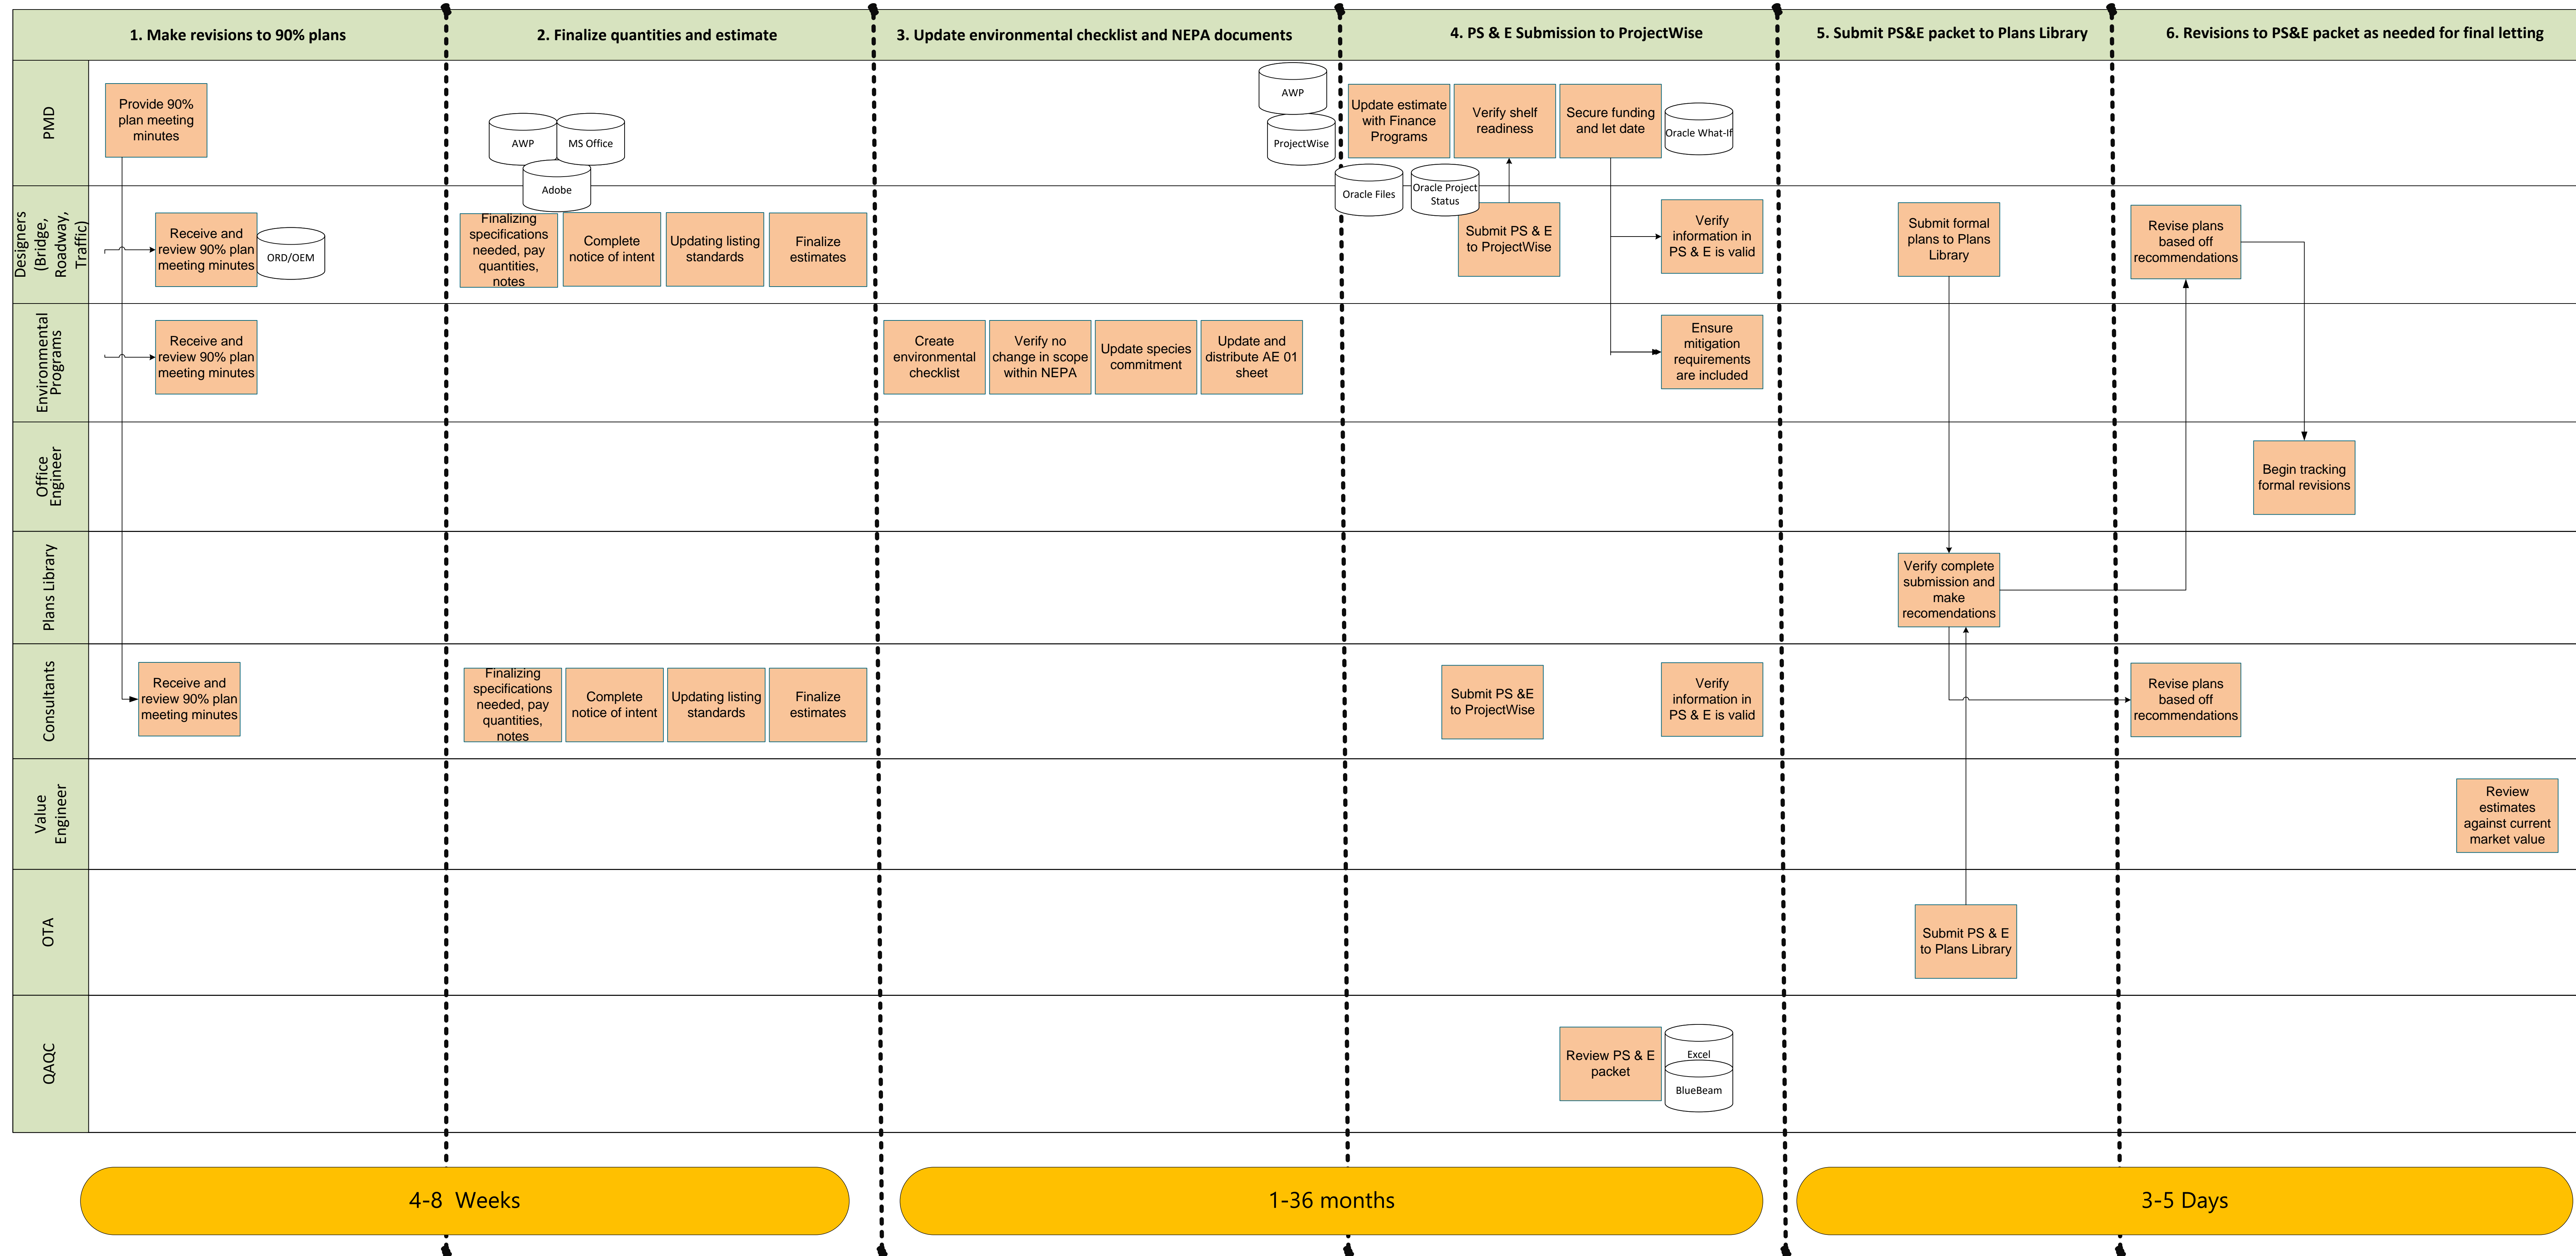 1. Make revisions to 90% plans
2. Finalize quantities and estimate
3. Update environmental checklist and NEPA documents
4. PS & E Submission to ProjectWise
5. Submit PS&E packet to Plans Library
6. Revisions to PS&E packet as needed for final letting
PMD
Provide 90%
plan meeting
minutes
AWP
MS Office
Adobe
AWP
ProjectWise
Update estimate
with Finance
Programs
Verify shelf
readiness
Secure funding
and let date
Oracle What-If
Oracle Files
Oracle Project
Status
Designers
(Bridge,
Roadway,
Traffic)
Receive and
review 90% plan
meeting minutes
ORD/OEM
Finalizing
specifications
needed, pay
quantities,
notes
Complete
notice of intent
Updating listing
standards
Finalize
estimates
Submit PS & E
to ProjectWise
Verify
information in
PS & E is valid
Submit formal
plans to Plans
Library
Revise plans
based off
recommendations
Environmental
Programs
Receive and
review 90% plan
meeting minutes
Create
environmental
checklist
Verify no
change in scope
within NEPA
Update species
commitment
Update and
distribute AE 01
sheet
Ensure
mitigation
requirements
are included
Office
Engineer
Begin tracking
formal revisions
Plans Library
Verify complete
submission and
make
recomendations
Consultants
Receive and
review 90% plan
meeting minutes
Finalizing
specifications
needed, pay
quantities,
notes
Complete
notice of intent
Updating listing
standards
Finalize
estimates
Submit PS &E
to ProjectWise
Verify
information in
PS & E is valid
Revise plans
based off
recommendations
Value
Engineer
Review
estimates
against current
market value
OTA
Submit PS & E
to Plans Library
QAQC
Review PS & E
packet
Excel
BlueBeam
4-8 Weeks
1-36 months
3-5 Days